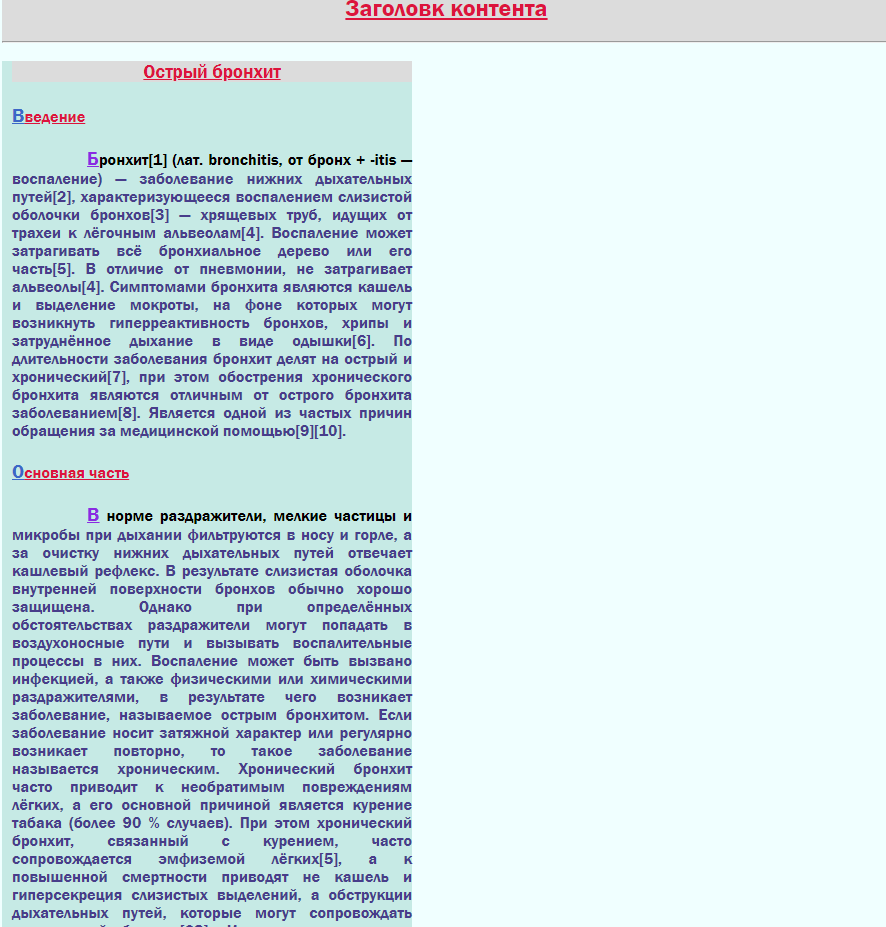 Заголовк контента
Острый бронхит
Введение
Бронхит[1] (лат. bronchitis, от бронх + -itis —
воспаление) — заболевание нижних дыхательных
путей[2], характеризующееся воспалением слизистой
оболочки бронхов[3] — хрящевых труб, идущих от
трахеи к лёгочным альвеолам[4]. Воспаление может
затрагивать всё бронхиальное дерево или его
часть[5]. В отличие от пневмонии, не затрагивает
альвеолы[4]. Симптомами бронхита являются кашель
и выделение мокроты, на фоне которых могут
возникнуть гиперреактивность бронхов, хрипы и
затруднённое дыхание в виде одышки[6]. По
длительности заболевания бронхит делят на острый и
хронический[7], при этом обострения хронического
бронхита являются отличным от острого бронхита
заболеванием[8]. Является одной из частых причин
обращения за медицинской помощью[9][10].
Основная часть
В норме раздражители, мелкие частицы и
микробы при дыхании фильтруются в носу и горле, а
за очистку нижних дыхательных путей отвечает
кашлевый рефлекс. В результате слизистая оболочка
внутренней поверхности бронхов обычно хорошо
защищена. Однако при определённых
обстоятельствах раздражители могут попадать в
воздухоносные пути и вызывать воспалительные
процессы в них. Воспаление может быть вызвано
инфекцией, а также физическими или химическими
раздражителями, в результате чего возникает
заболевание, называемое острым бронхитом. Если
заболевание носит затяжной характер или регулярно
возникает повторно, то такое заболевание
называется хроническим. Хронический бронхит
часто приводит к необратимым повреждениям
лёгких, а его основной причиной является курение
табака (более 90 % случаев). При этом хронический
бронхит, связанный с курением, часто
сопровождается эмфиземой лёгких[5], а к
повышенной смертности приводят не кашель и
гиперсекреция слизистых выделений, а обструкции
дыхательных путей, которые могут сопровождать